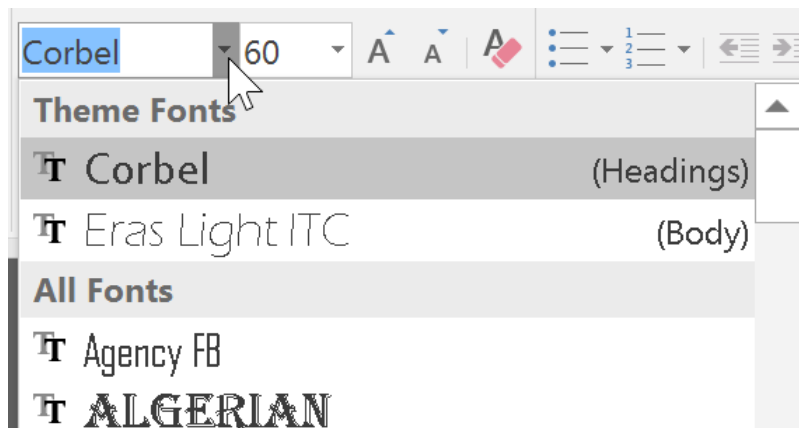 Corbel 60
Theme Fonts
Corbel (Headings)
Eras Light ITC (Body)
All Fonts
Agency FB
ALGERIAN